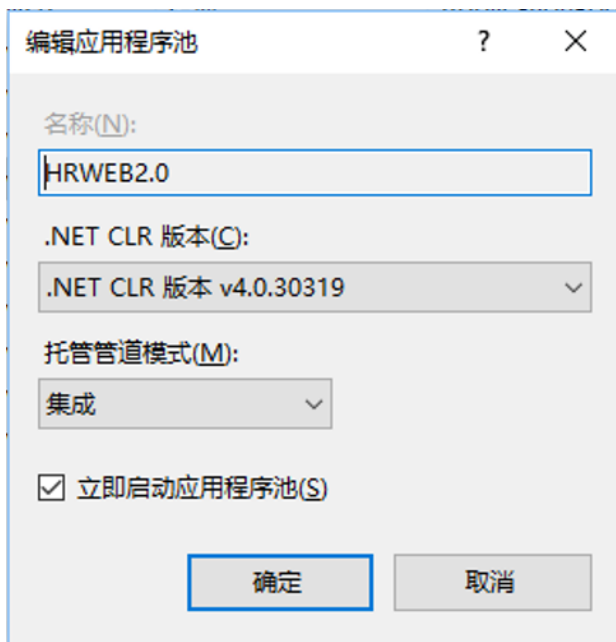 编辑应用程序池
名称(N):
HRWEB2.0
.NET CLR 版本(C):
.NET CLR 版本 v4.0.30319
托管管道模式(M):
集成
立即启动应用程序池(S)
确定
取消